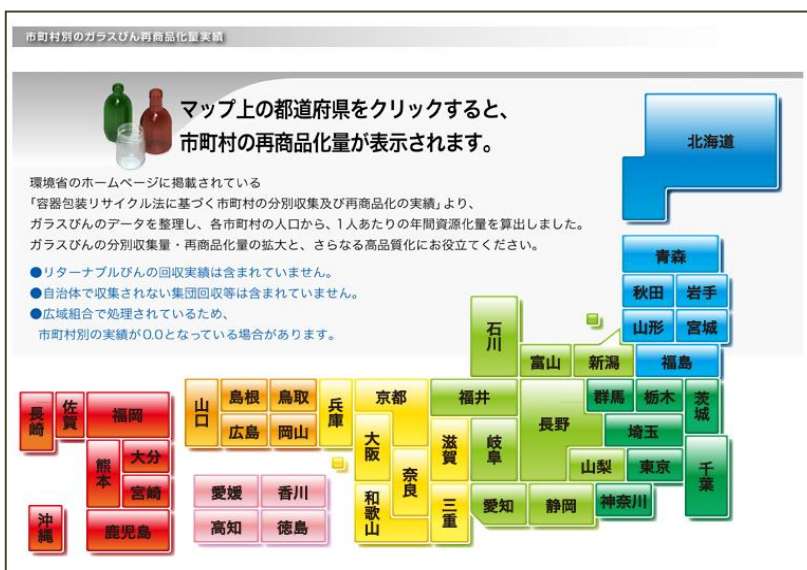 市町村別のガラスびん再商品化量実績
マップ上の都道府県をクリックすると、
市町村の再商品化量が表示されます。
環境省のホームページに掲載されている
「容器包装リサイクル法に基づく市町村の分別収集及び再商品化の実績」より、
ガラスびんのデータを整理し、各市町村の人口から、1人あたりの年間資源化量を算出しました。
ガラスびんの分別収集量・再商品化量の拡大と、さらなる高品質化にお役立てください。
●リターナブルびんの回収実績は含まれていません。
●自治体で収集されない集団回収等は含まれていません。
●広域組合で処理されているため、
市町村別の実績が0.0となっている場合があります。
北海道
青森
秋田
岩手
山形
宮城
福島
石川
富山
新潟
福井
長野
岐阜
山梨
愛知
静岡
群馬
栃木
茨城
埼玉
東京
千葉
神奈川
兵庫
京都
大阪
滋賀
奈良
和歌山
三重
山口
島根
鳥取
広島
岡山
愛媛
香川
高知
徳島
長崎
佐賀
福岡
熊本
大分
宮崎
鹿児島
沖縄